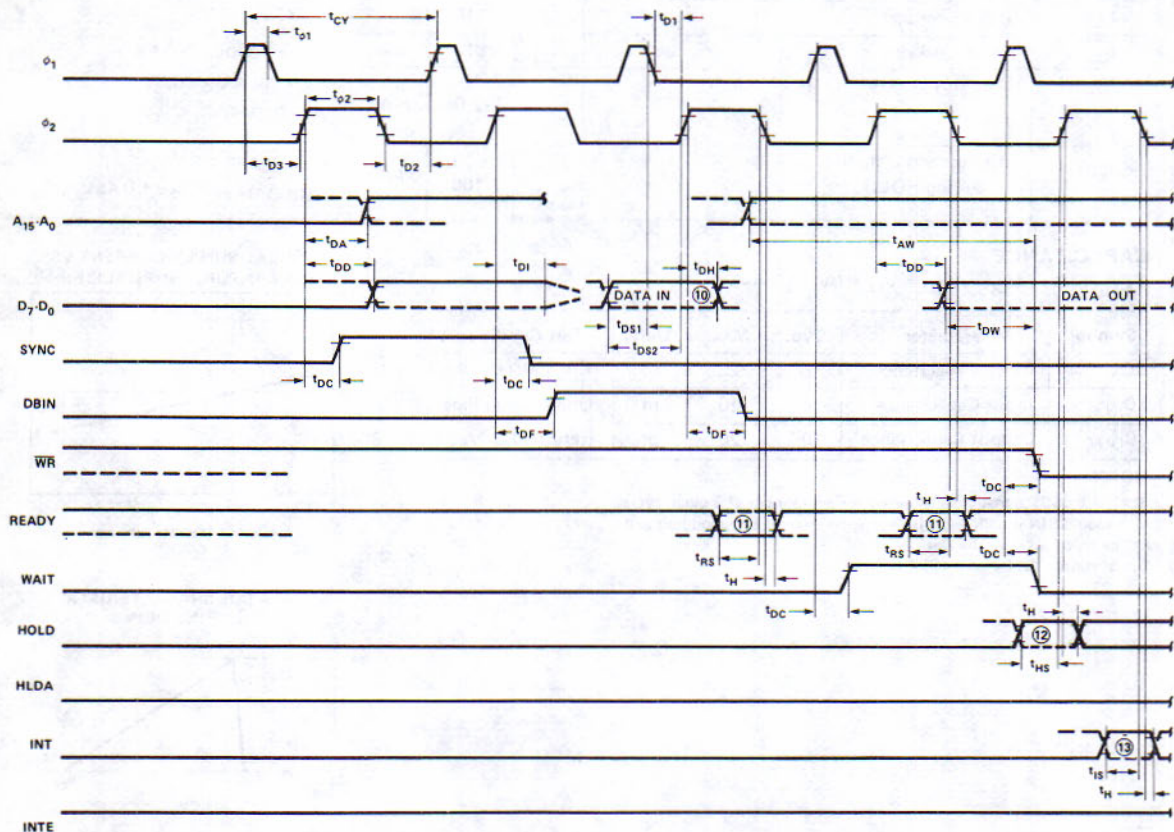 tCY
tφ1
tD1
φ1
tφ2
φ2
tD3
tD2
A15-A0
tDA
tAW
tDD
tDI
tDH
tDD
D7-D0
DATA IN
10
DATA OUT
tDS1
tDW
tDS2
SYNC
tDC
tDC
DBIN
tDF
tDF
WR
tDC
tH
READY
11
11
tRS
tRS
tDC
tH
WAIT
tDC
tH
HOLD
12
tHS
HLDA
INT
13
tIS
tH
INTE